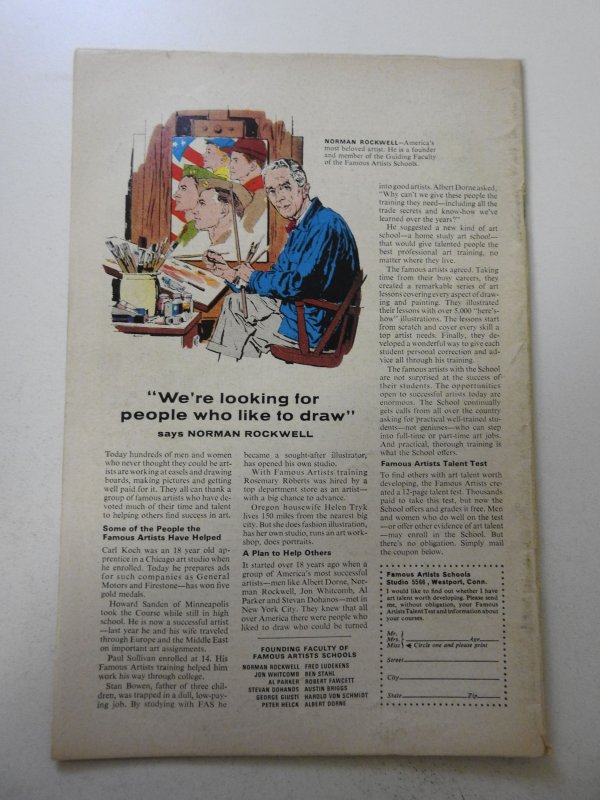 NORMAN ROCKWELL—America's
most beloved artist. He is a founder
and member of the Guiding Faculty
of the Famous Artists Schools.
"We're looking for
people who like to draw"
says NORMAN ROCKWELL
Today hundreds of men and women
who never thought they could be art-
ists are working at easels and drawing
boards, making pictures and getting
well paid for it. They all can thank a
group of famous artists who have de-
voted much of their time and talent
to helping others find success in art.
Some of the People the
Famous Artists Have Helped
Carl Koch was an 18 year old ap-
prentice in a Chicago art studio when
he enrolled. Today he prepares ads
for such companies as General
Motors and Firestone—has won five
gold medals.
Howard Sanden of Minneapolis
took the Course while still in high
school. He is now a successful artist
—last year he and his wife traveled
through Europe and the Middle East
on important art assignments.
Paul Sullivan enrolled at 14. His
Famous Artists training helped him
work his way through college.
Stan Bowen, father of three chil-
dren, was trapped in a dull, low-pay-
ing job. By studying with FAS he
became a sought-after illustrator,
has opened his own studio.
With Famous Artists training
Rosemary Roberts was hired by a
top department store as an artist—
with a big chance to advance.
Oregon housewife Helen Tryk
lives 150 miles from the nearest big
city. But she does fashion illustration,
has her own studio, runs an art work-
shop, does portraits.
A Plan to Help Others
It started over 18 years ago when a
group of America's most successful
artists—men like Albert Dorne, Nor-
man Rockwell, Jon Whitcomb, Al
Parker and Stevan Dohanos—met in
New York City. They knew that all
over America there were people who
liked to draw who could be turned
FOUNDING FACULTY OF
FAMOUS ARTISTS SCHOOLS
NORMAN ROCKWELL FRED LUDEKENS
JON WHITCOMB BEN STAHL
AL PARKER ROBERT FAWCETT
STEVAN DOHANOS AUSTIN BRIGGS
GEORGE GIUSTI HAROLD VON SCHMIDT
PETER HELCK ALBERT DORNE
into good artists. Albert Dorne asked,
"Why can't we give these people the
training they need—including all the
trade secrets and know-how we've
learned over the years?"
He suggested a new kind of art
school—a home study art school—
that would give talented people the
best professional art training, no
matter where they live.
The famous artists agreed. Taking
time from their busy careers, they
created a remarkable series of art
lessons covering every aspect of draw-
ing and painting. They illustrated
their lessons with over 5,000 "here's-
how" illustrations. The lessons start
from scratch and cover every skill a
top artist needs. Finally, they de-
veloped a wonderful way to give each
student personal correction and ad-
vice all through his training.
The famous artists with the School
are not surprised at the success of
their students. The opportunities
open to successful artists today are
enormous. The School continually
gets calls from all over the country
asking for practical well-trained stu-
dents—not geniuses—who can step
into full-time or part-time art jobs.
And practical, thorough training is
what the School offers.
Famous Artists Talent Test
To find others with art talent worth
developing, the Famous Artists cre-
ated a 12-page talent test. Thousands
paid to take this test, but now the
School offers and grades it free. Men
and women who do well on the test
—or offer other evidence of art talent
—may enroll in the School. But
there's no obligation. Simply mail
the coupon below.
Famous Artists Schools
Studio 5566, Westport, Conn.
I would like to find out whether I have
art talent worth developing. Please send
me, without obligation, your Famous
Artists Talent Test and information about
your courses.
Mr.
Mrs. Age
Miss Circle one and please print
Street
City
State Zip